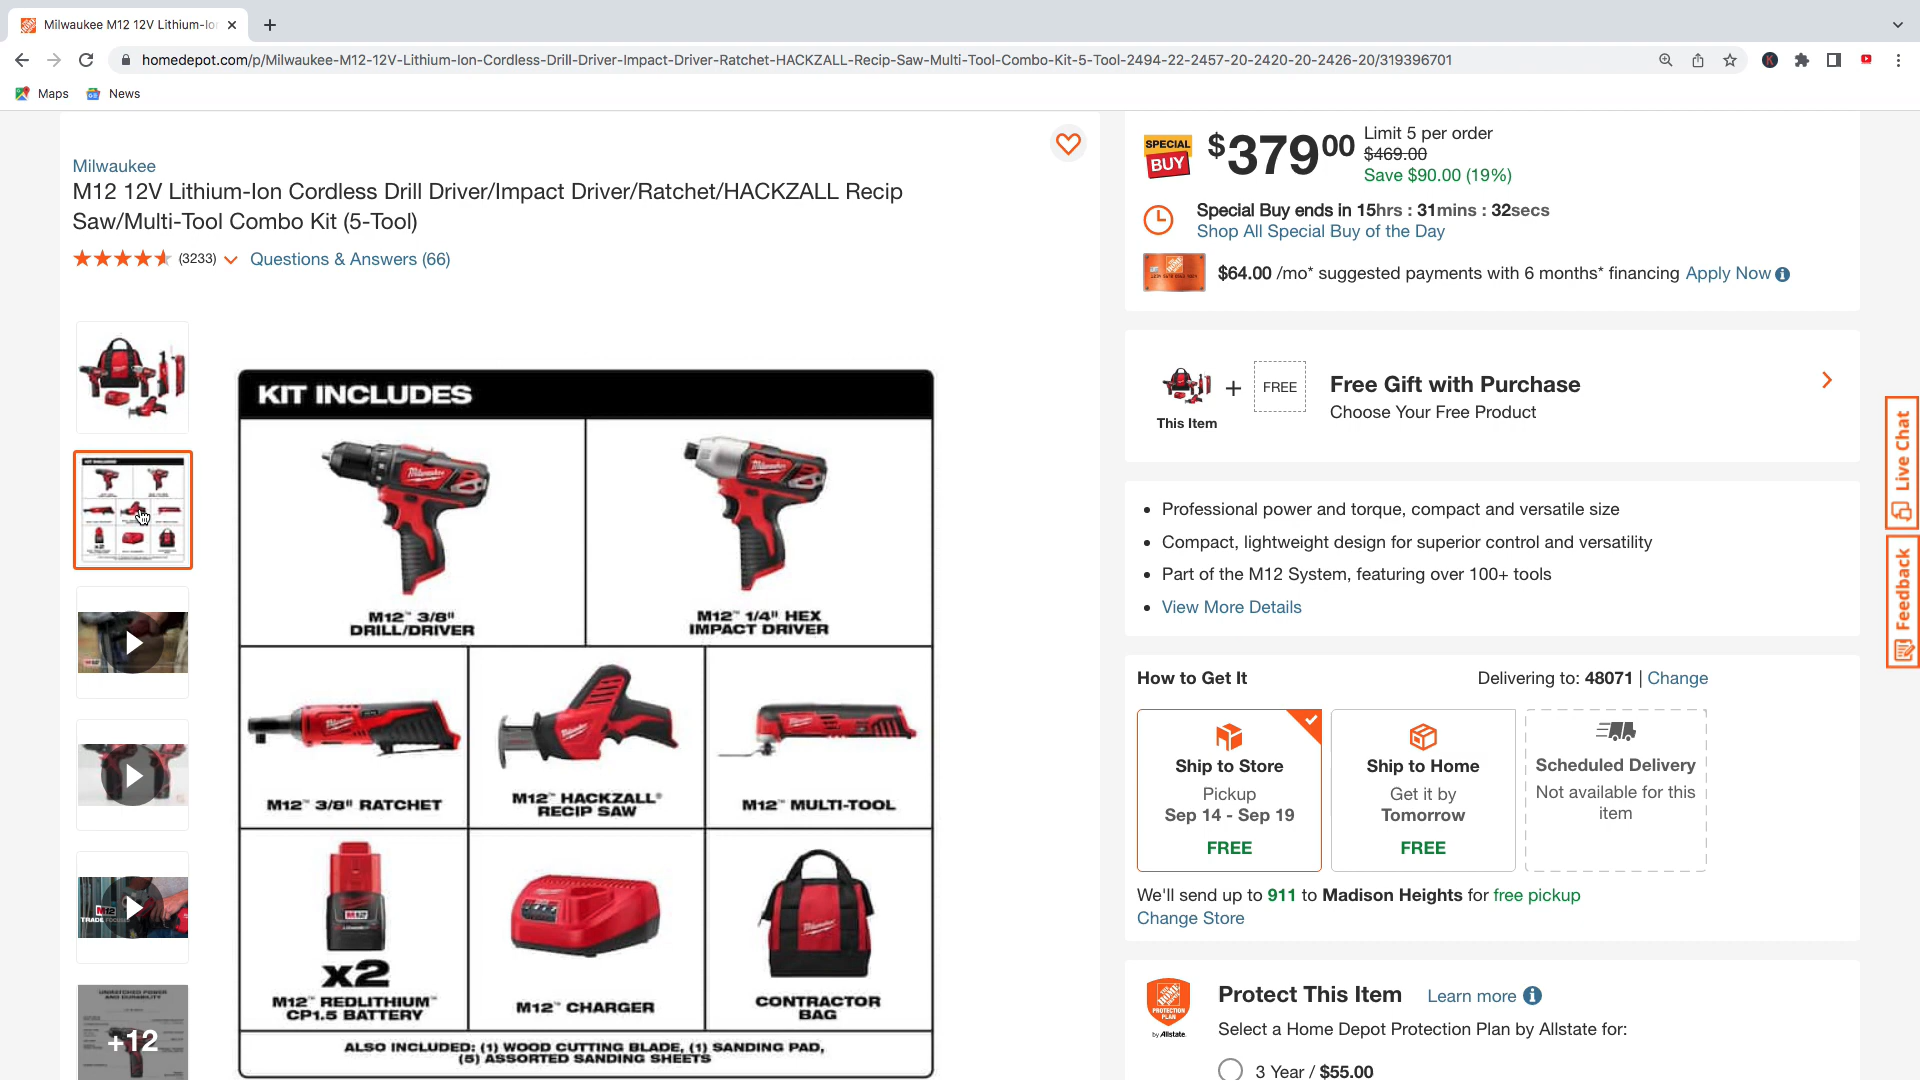 Milwaukee M12 12V Lithium-Io
homedepot.com/p/Milwaukee-M12-12V-Lithium-Ion-Cordless-Drill-Driver-Impact-Driver-Ratchet-HACKZALL-Recip-Saw-Multi-Tool-Combo-Kit-5-Tool-2494-22-2457-20-2420-20-2426-20/319396701
Maps
News
Milwaukee
M12 12V Lithium-Ion Cordless Drill Driver/Impact Driver/Ratchet/HACKZALL Recip
Saw/Multi-Tool Combo Kit (5-Tool)
(3233)
Questions & Answers (66)
KIT INCLUDES
M12™ 3/8"
DRILL/DRIVER
M12™ 1/4" HEX
IMPACT DRIVER
M12™ 3/8" RATCHET
M12™ HACKZALL®
RECIP SAW
M12™ MULTI-TOOL
x2
M12™ REDLITHIUM™
CP1.5 BATTERY
M12™ CHARGER
CONTRACTOR
BAG
ALSO INCLUDED: (1) WOOD CUTTING BLADE, (1) SANDING PAD,
(5) ASSORTED SANDING SHEETS
+12
SPECIAL
BUY
$37900
Limit 5 per order
$469.00
Save $90.00 (19%)
Special Buy ends in 15hrs : 31mins : 32secs
Shop All Special Buy of the Day
$64.00 /mo* suggested payments with 6 months* financing Apply Now
This Item
+
FREE
Free Gift with Purchase
Choose Your Free Product
Professional power and torque, compact and versatile size
Compact, lightweight design for superior control and versatility
Part of the M12 System, featuring over 100+ tools
View More Details
How to Get It
Delivering to: 48071 | Change
Ship to Store
Pickup
Sep 14 - Sep 19
FREE
Ship to Home
Get it by
Tomorrow
FREE
Scheduled Delivery
Not available for this
item
We'll send up to 911 to Madison Heights for free pickup
Change Store
PROTECTION
PLAN
by Allstate.
Protect This Item
Learn more
Select a Home Depot Protection Plan by Allstate for:
3 Year / $55.00
Live Chat
Feedback